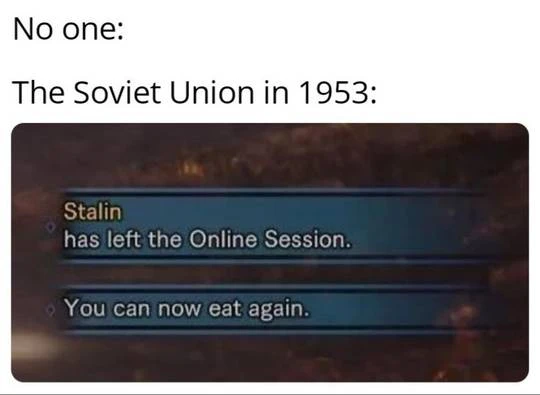 No one:
The Soviet Union in 1953:
Stalin
has left the Online Session.
You can now eat again.